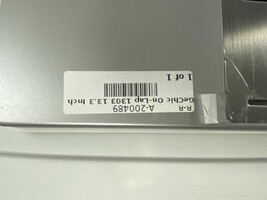 R-R
A-200489
GeChic On-Lap 1303 13.3 Inch
1 of 1